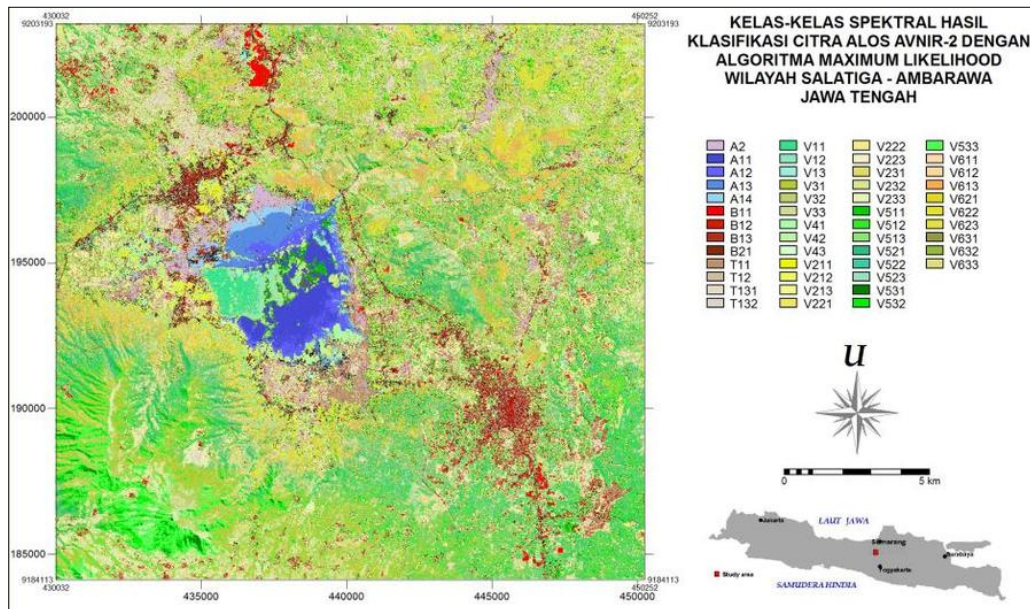 KELAS-KELAS SPEKTRAL HASIL
KLASIFIKASI CITRA ALOS AVNIR-2 DENGAN
ALGORITMA MAXIMUM LIKELIHOOD
WILAYAH SALATIGA - AMBARAWA
JAWA TENGAH
430032
450252
9203193
9203193
200000
195000
190000
185000
9184113
9184113
430032
435000
440000
445000
450252
450000
A2
A11
A12
A13
A14
B11
B12
B13
B21
T11
T12
T131
T132
V11
V12
V13
V31
V32
V33
V41
V42
V43
V211
V212
V213
V221
V222
V223
V231
V232
V233
V511
V512
V513
V521
V522
V523
V531
V532
V533
V611
V612
V613
V621
V622
V623
V631
V632
V633
U
0 5 km
Jakarta
LAUT JAWA
Semarang
Surabaya
Yogyakarta
Study area
SAMUDERA HINDIA